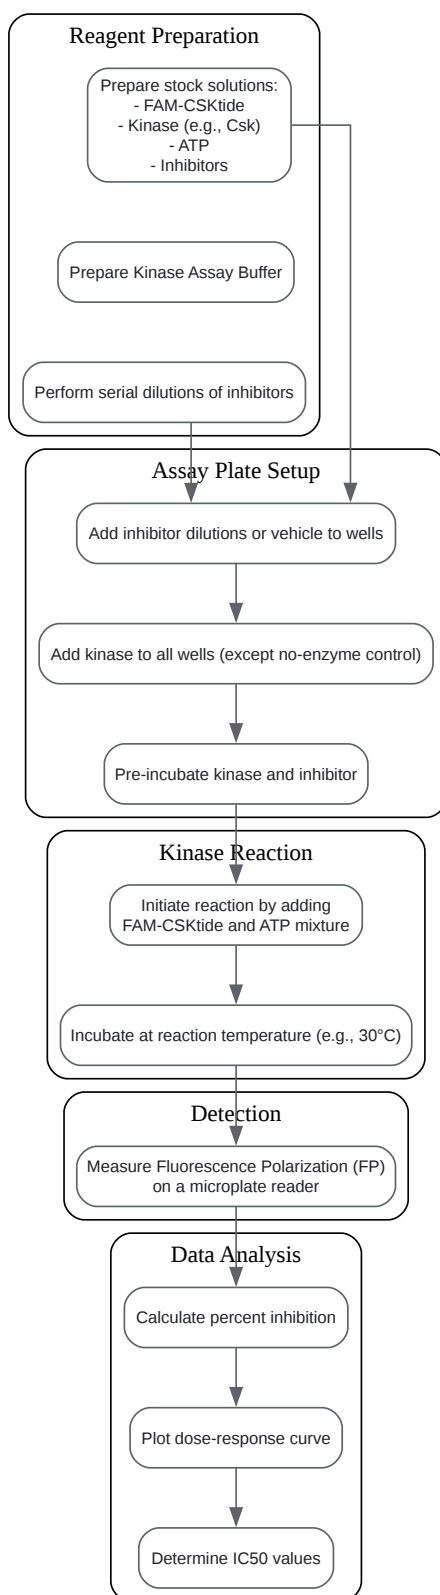 Reagent Preparation
Prepare stock solutions:
- FAM-CSKtide
- Kinase (e.g., Csk)
- ATP
- Inhibitors
Prepare Kinase Assay Buffer
Perform serial dilutions of inhibitors
Assay Plate Setup
Add inhibitor dilutions or vehicle to wells
Add kinase to all wells (except no-enzyme control)
Pre-incubate kinase and inhibitor
Kinase Reaction
Initiate reaction by adding
FAM-CSKtide and ATP mixture
Incubate at reaction temperature (e.g., 30°C)
Detection
Measure Fluorescence Polarization (FP)
on a microplate reader
Data Analysis
Calculate percent inhibition
Plot dose-response curve
Determine IC50 values